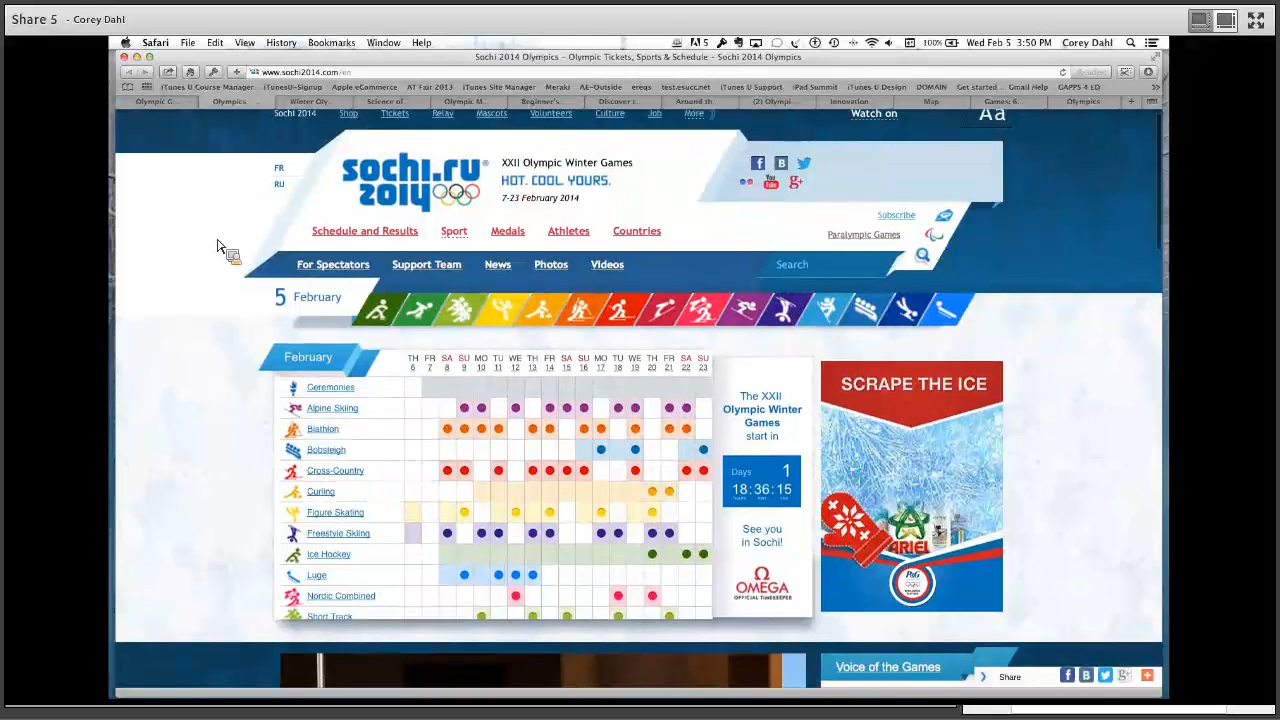 Share 5 - Corey Dahl
Safari File Edit View History Bookmarks Window Help
5 100% Wed Feb 5 3:50 PM Corey Dahl
Sochi 2014 Olympics - Olympic Tickets, Sports & Schedule - Sochi Olympics
www.sochi2014.com/en
Reader
iTunes U Course Manager iTunesU-Signup Apple eCommerce AT Fair 2013 iTunes Site Manager Meraki AE-Outside ereqs test.esucc.net iTunes U Support iPad Summit iTunes U Design DOMAIN Get started... Gmail Help GAPPS 4 ED
Olympic G... Olympics Winter Oly... Science of... Olympic M... Beginner's... Discover t... Around th... (2) Olympi... Innovation... Map Games: 6... Olympics
Sochi 2014 Shop Tickets Relay Mascots Volunteers Culture Job More Watch on Aa
FR
RU
sochi.ru
2014
XXII Olympic Winter Games
HOT. COOL. YOURS.
7-23 February 2014
Subscribe
Paralympic Games
Schedule and Results Sport Medals Athletes Countries
For Spectators Support Team News Photos Videos Search
5 February
February
TH FR SA SU MO TU WE TH FR SA SU MO TU WE TH FR SA SU
6 7 8 9 10 11 12 13 14 15 16 17 18 19 20 21 22 23
Ceremonies
Alpine Skiing
Biathlon
Bobsleigh
Cross-Country
Curling
Figure Skating
Freestyle Skiing
Ice Hockey
Luge
Nordic Combined
Short Track
The XXII
Olympic Winter
Games
start in
Days 1
18:36:15
See you
in Sochi!
OMEGA
OFFICIAL TIMEKEEPER
SCRAPE THE ICE
ARIEL
P&G
Voice of the Games
Share